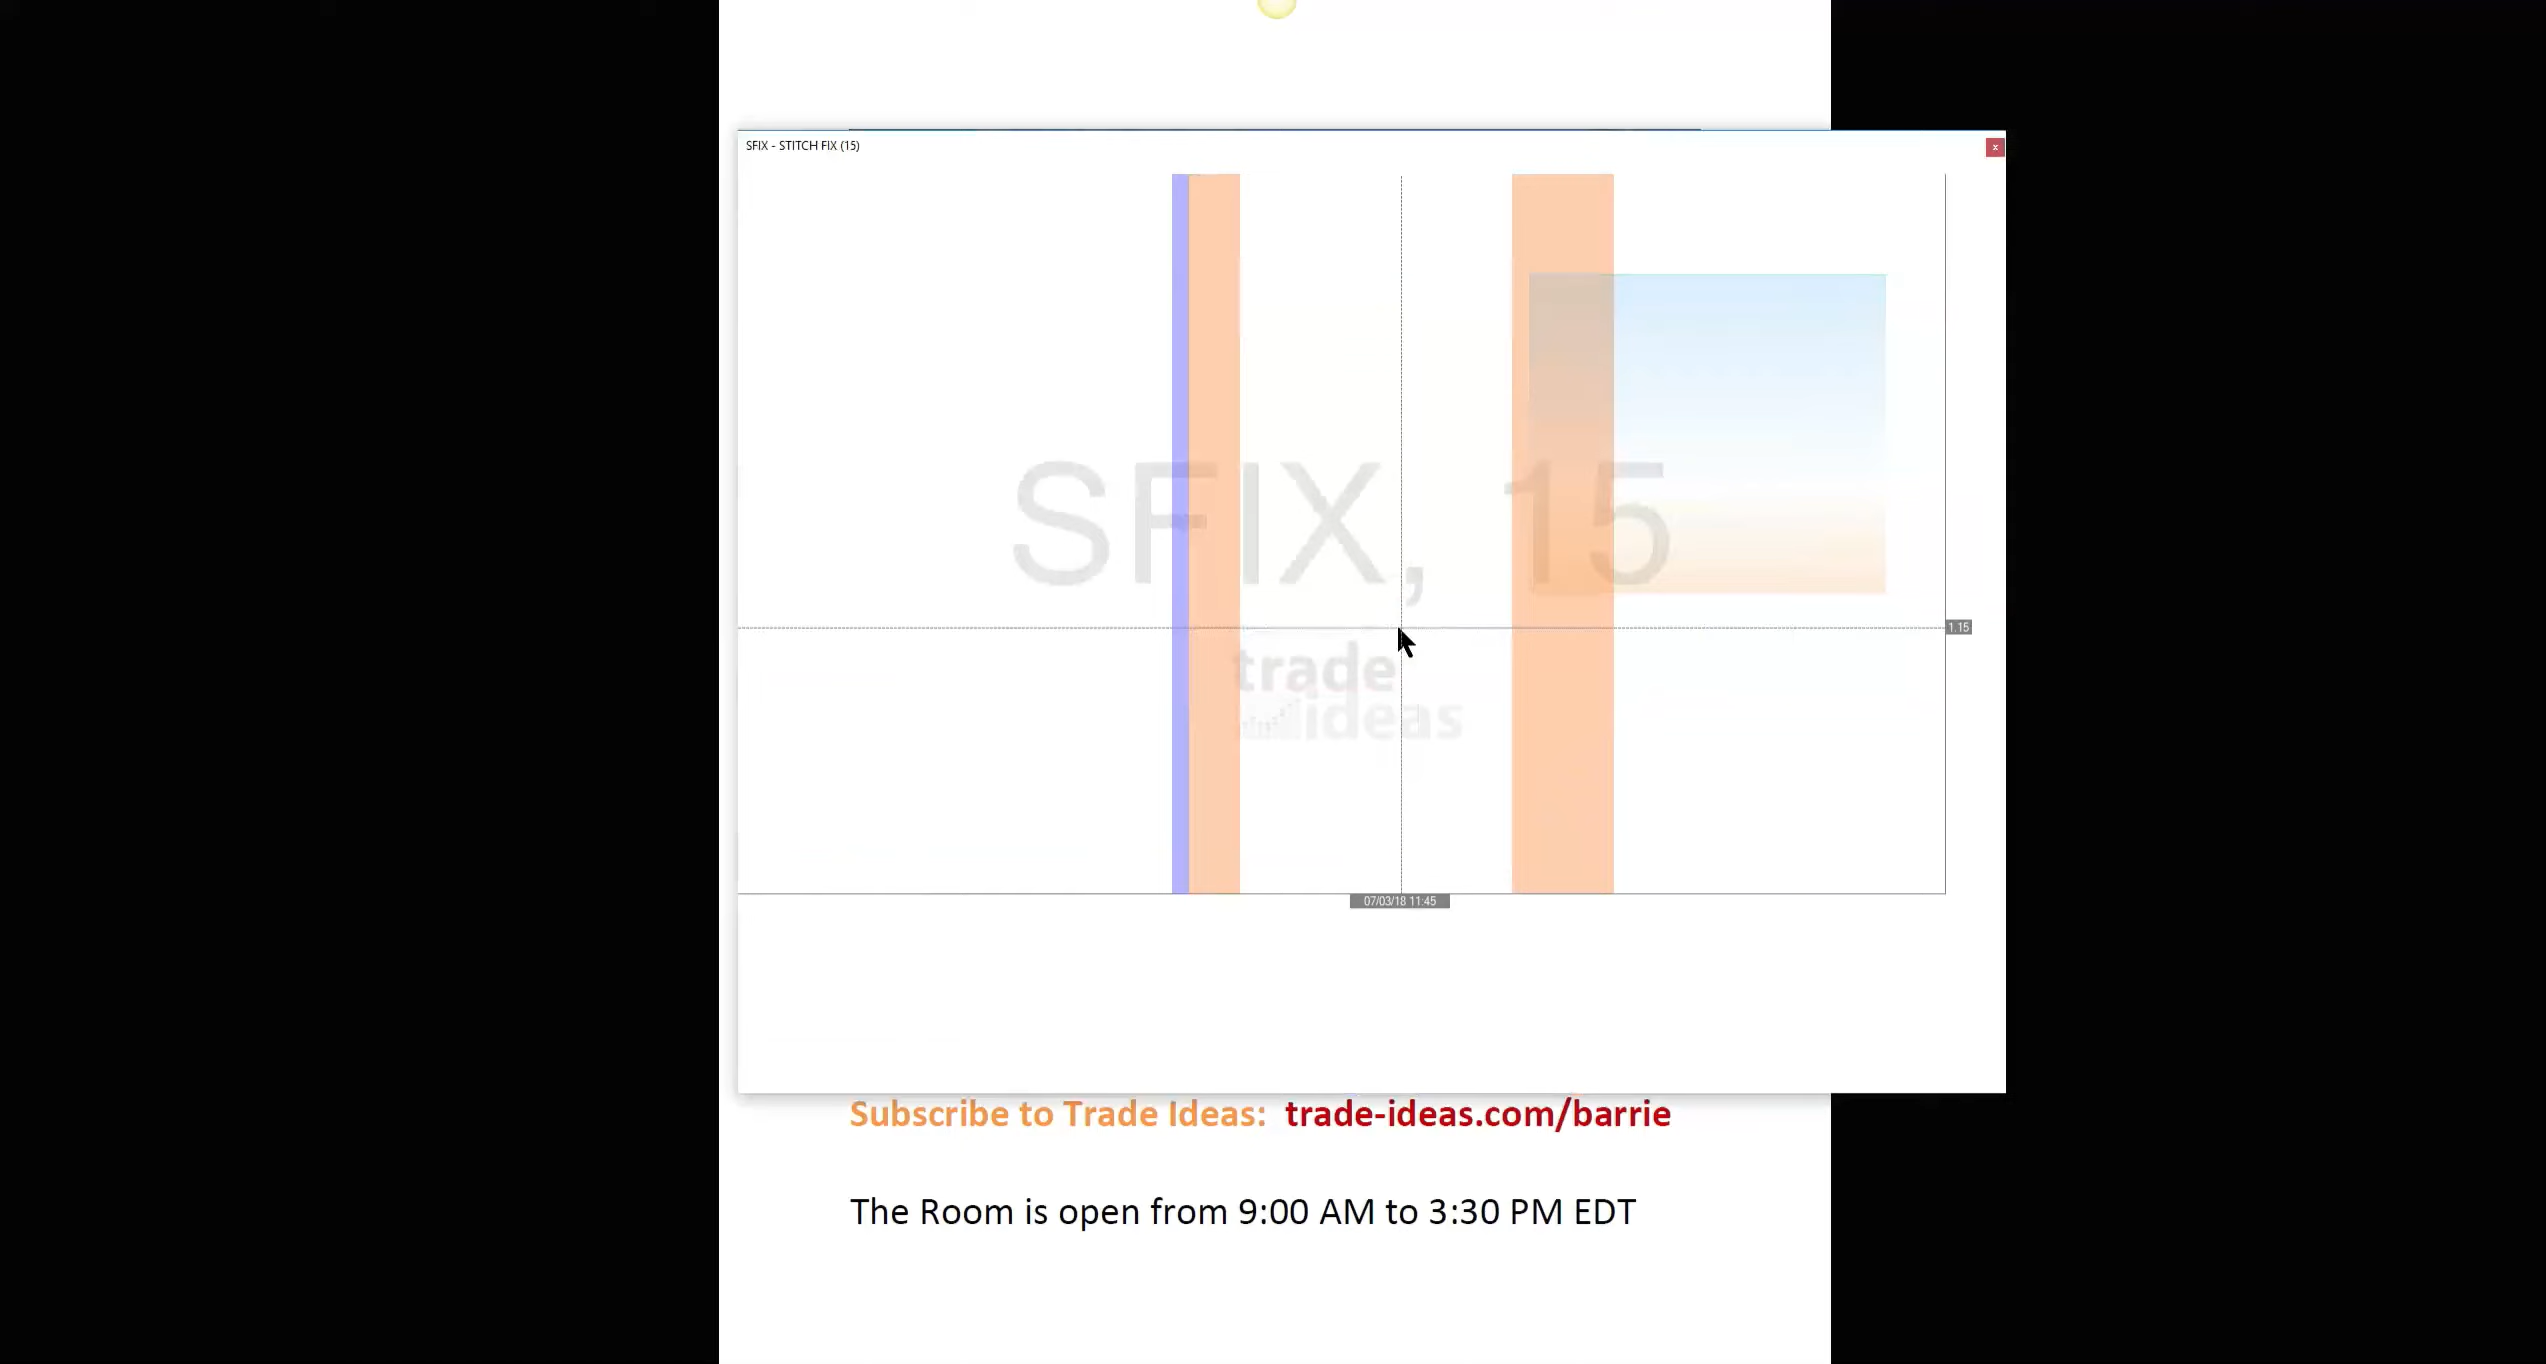 SFIX - STITCH FIX (15)
x
SFIX, 15
1.15
trade
ideas
07/03/18 11:45
Subscribe to Trade Ideas: trade-ideas.com/barrie
The Room is open from 9:00 AM to 3:30 PM EDT